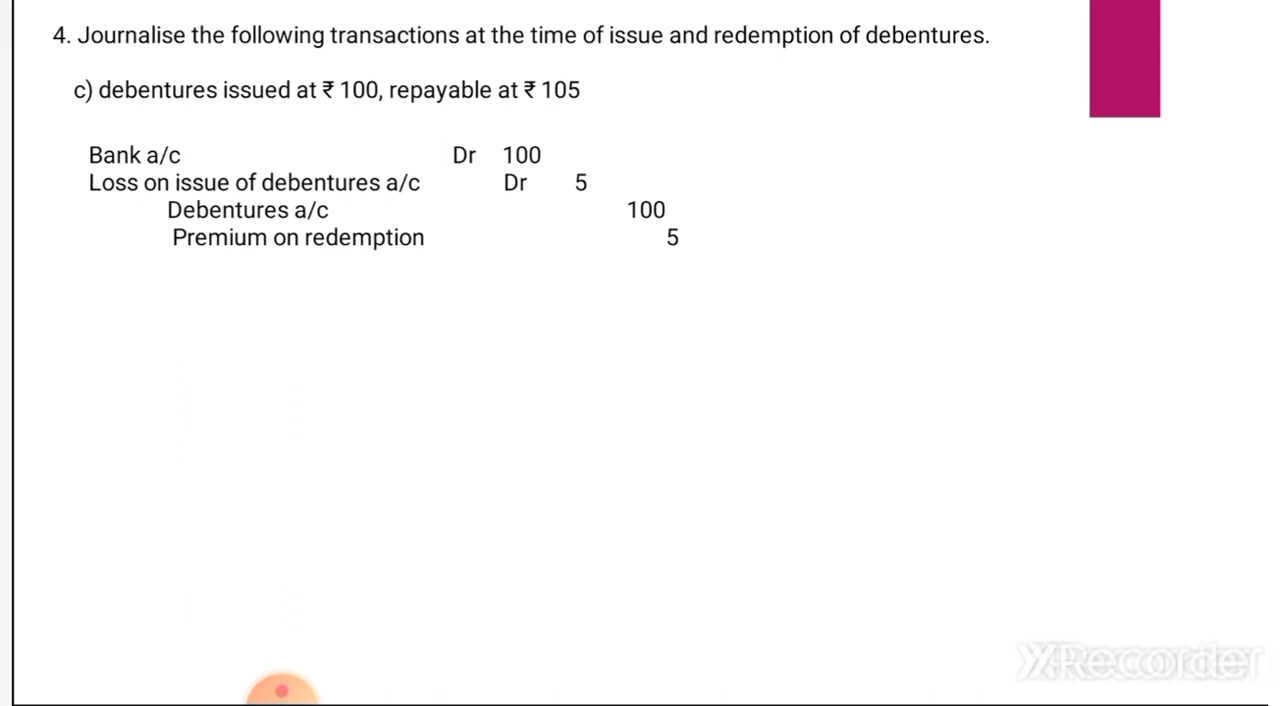 4. Journalise the following transactions at the time of issue and redemption of debentures.
c) debentures issued at ₹ 100, repayable at ₹ 105
Bank a/c Dr 100
Loss on issue of debentures a/c Dr 5
Debentures a/c 100
Premium on redemption 5
XRecorder